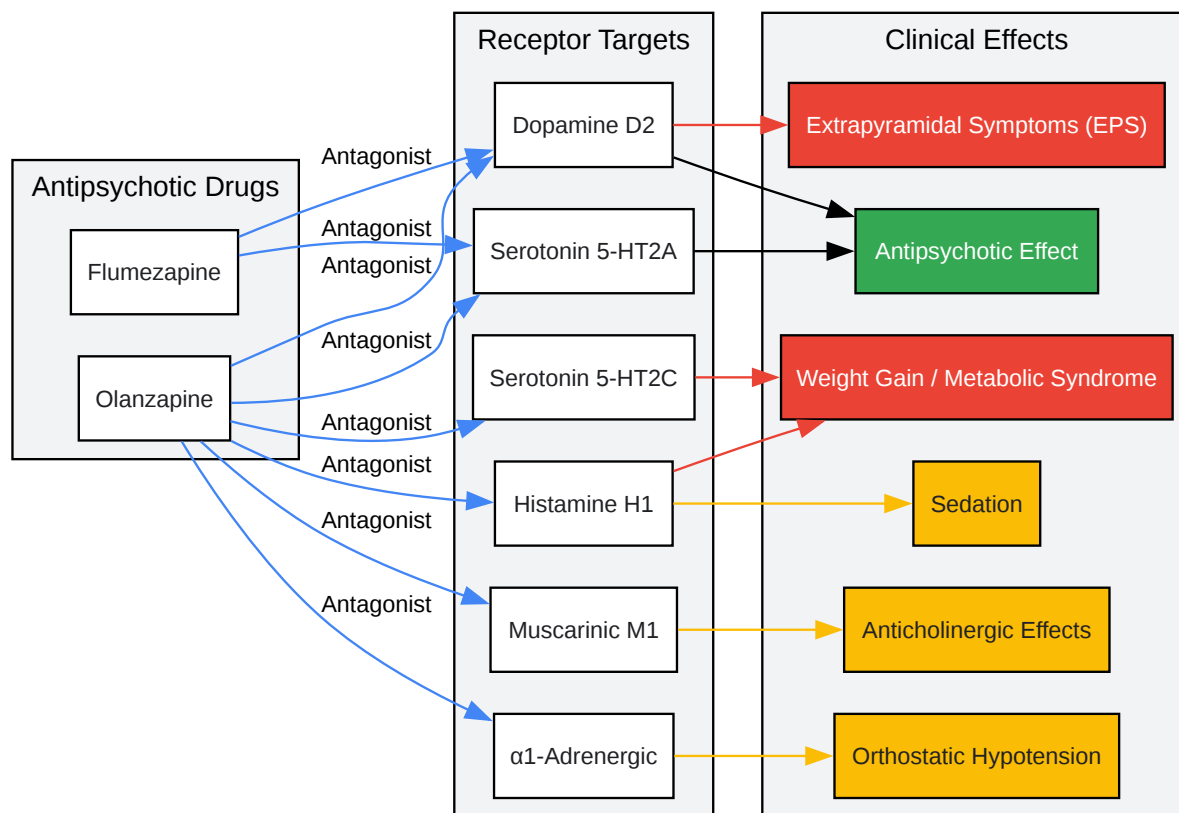 Antipsychotic Drugs
Flumezapine
Olanzapine
Antagonist
Antagonist
Antagonist
Antagonist
Antagonist
Antagonist
Antagonist
Antagonist
Receptor Targets
Dopamine D2
Serotonin 5-HT2A
Serotonin 5-HT2C
Histamine H1
Muscarinic M1
α1-Adrenergic
Clinical Effects
Extrapyramidal Symptoms (EPS)
Antipsychotic Effect
Weight Gain / Metabolic Syndrome
Sedation
Anticholinergic Effects
Orthostatic Hypotension